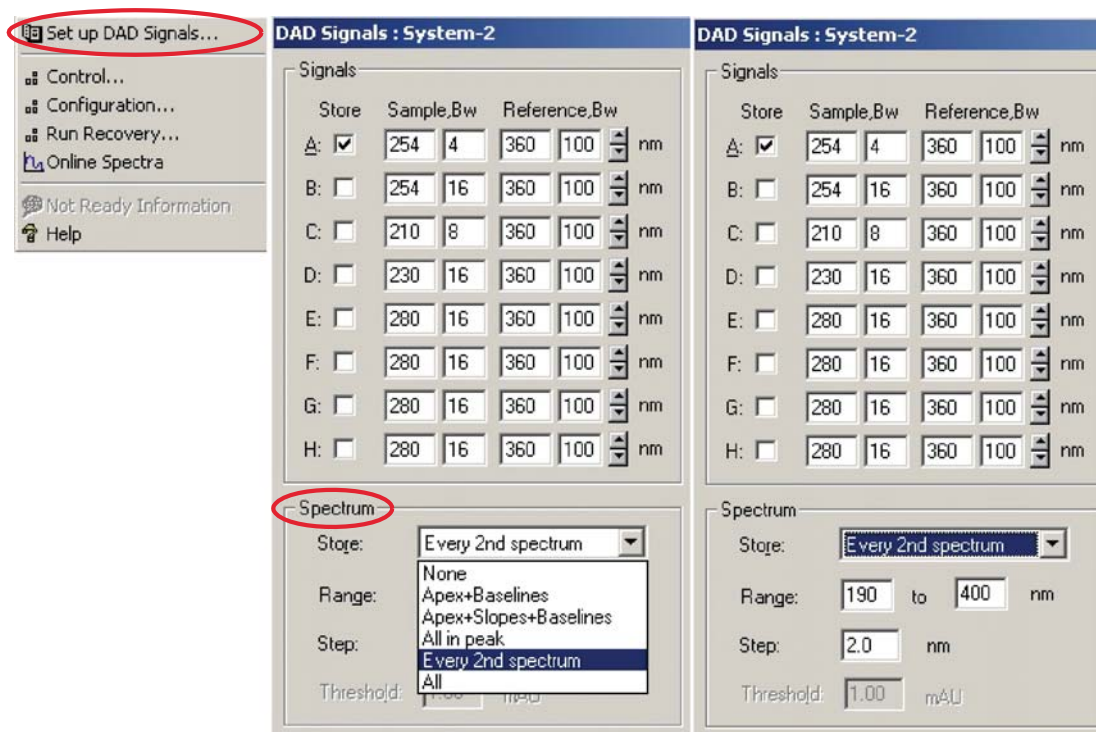 Set up DAD Signals...
Control...
Configuration...
Run Recovery...
Online Spectra
Not Ready Information
Help
DAD Signals : System-2
Signals
Store Sample,Bw Reference,Bw
A: 254 4 360 100 nm
B: 254 16 360 100 nm
C: 210 8 360 100 nm
D: 230 16 360 100 nm
E: 280 16 360 100 nm
F: 280 16 360 100 nm
G: 280 16 360 100 nm
H: 280 16 360 100 nm
Spectrum
Store: Every 2nd spectrum
None
Range: Apex+Baselines
Apex+Slopes+Baselines
Step: All in peak
Every 2nd spectrum
All
Threshold: 1.00 mAU
DAD Signals : System-2
Signals
Store Sample,Bw Reference,Bw
A: 254 4 360 100 nm
B: 254 16 360 100 nm
C: 210 8 360 100 nm
D: 230 16 360 100 nm
E: 280 16 360 100 nm
F: 280 16 360 100 nm
G: 280 16 360 100 nm
H: 280 16 360 100 nm
Spectrum
Store: Every 2nd spectrum
Range: 190 to 400 nm
Step: 2.0 nm
Threshold: 1.00 mAU